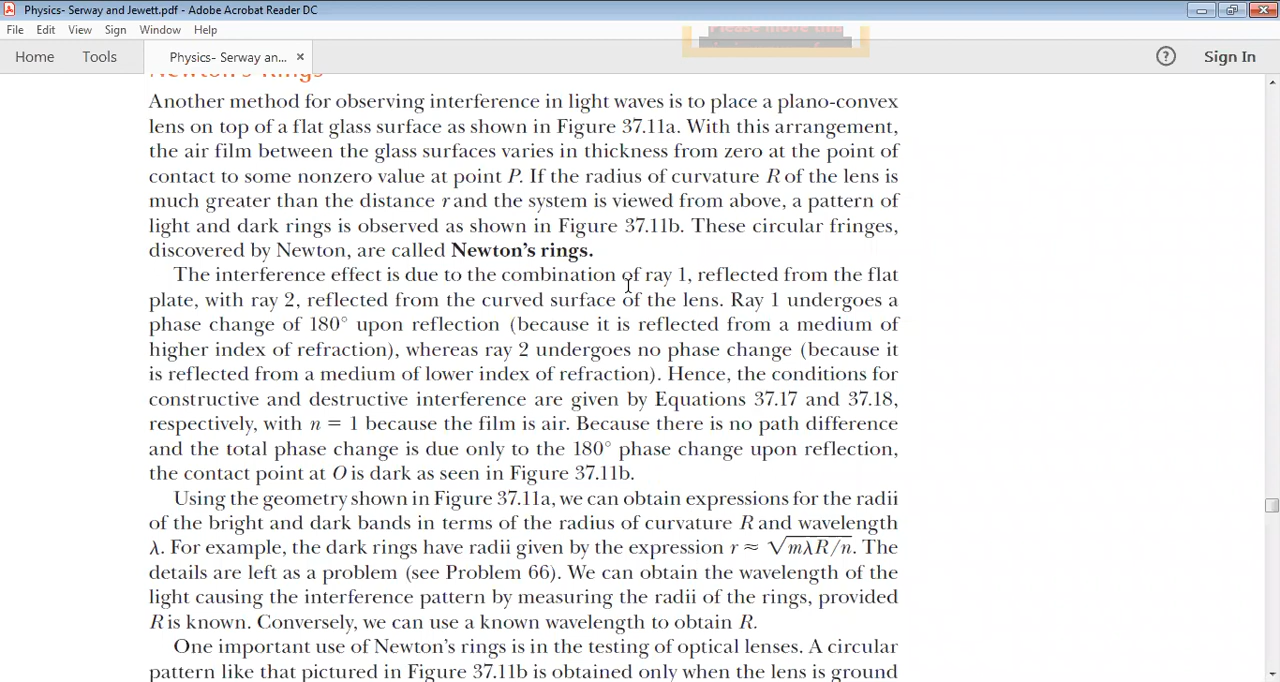 Physics- Serway and Jewett.pdf - Adobe Acrobat Reader DC
File Edit View Sign Window Help
Please move this
Home Tools Physics- Serway an... × ? Sign In
Newton's Rings
Another method for observing interference in light waves is to place a plano-convex
lens on top of a flat glass surface as shown in Figure 37.11a. With this arrangement,
the air film between the glass surfaces varies in thickness from zero at the point of
contact to some nonzero value at point P. If the radius of curvature R of the lens is
much greater than the distance r and the system is viewed from above, a pattern of
light and dark rings is observed as shown in Figure 37.11b. These circular fringes,
discovered by Newton, are called Newton's rings.
The interference effect is due to the combination of ray 1, reflected from the flat
plate, with ray 2, reflected from the curved surface of the lens. Ray 1 undergoes a
phase change of 180° upon reflection (because it is reflected from a medium of
higher index of refraction), whereas ray 2 undergoes no phase change (because it
is reflected from a medium of lower index of refraction). Hence, the conditions for
constructive and destructive interference are given by Equations 37.17 and 37.18,
respectively, with n = 1 because the film is air. Because there is no path difference
and the total phase change is due only to the 180° phase change upon reflection,
the contact point at O is dark as seen in Figure 37.11b.
Using the geometry shown in Figure 37.11a, we can obtain expressions for the radii
of the bright and dark bands in terms of the radius of curvature R and wavelength
λ. For example, the dark rings have radii given by the expression r ≈ √mλR/n. The
details are left as a problem (see Problem 66). We can obtain the wavelength of the
light causing the interference pattern by measuring the radii of the rings, provided
R is known. Conversely, we can use a known wavelength to obtain R.
One important use of Newton's rings is in the testing of optical lenses. A circular
pattern like that pictured in Figure 37.11b is obtained only when the lens is ground